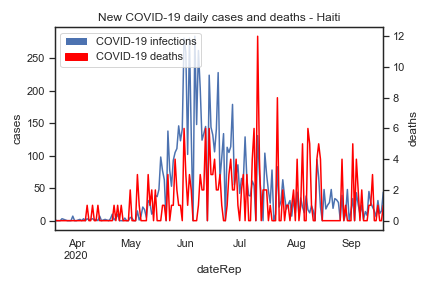 New COVID-19 daily cases and deaths - Haiti
COVID-19 infections
COVID-19 deaths
250
200
150
100
50
0
cases
12
10
8
6
4
2
0
deaths
Apr May Jun Jul Aug Sep
2020
dateRep